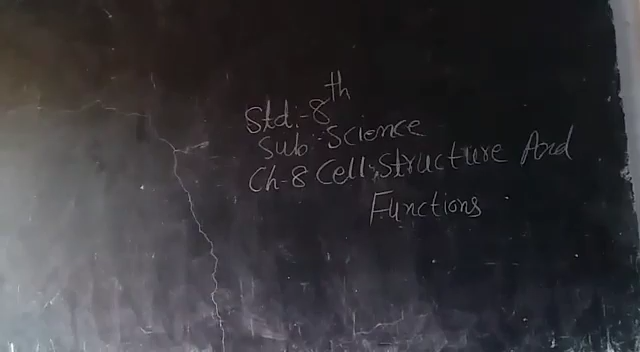 Std:-8th
Sub:-Science
Ch-8 Cell:Structure And
Functions